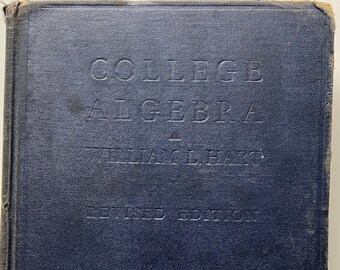 COLLEGE
ALGEBRA
WILLIAM L. HART
REVISED EDITION